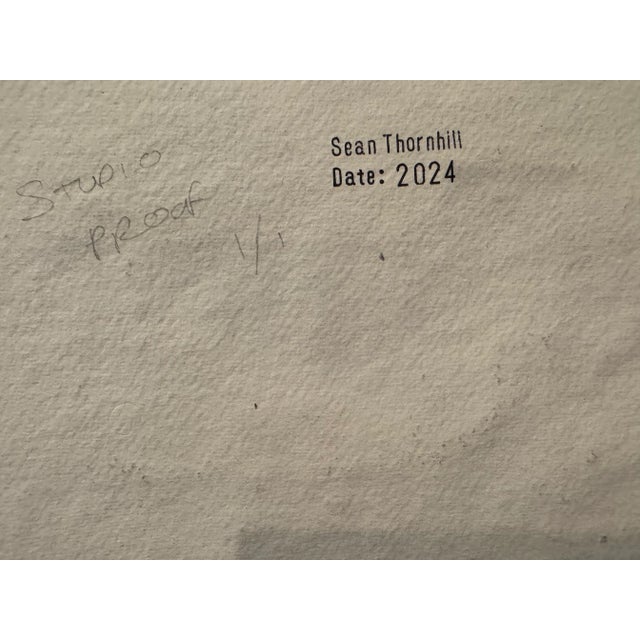 Sean Thornhill
Date: 2024
STUDIO
PROOF
1/1